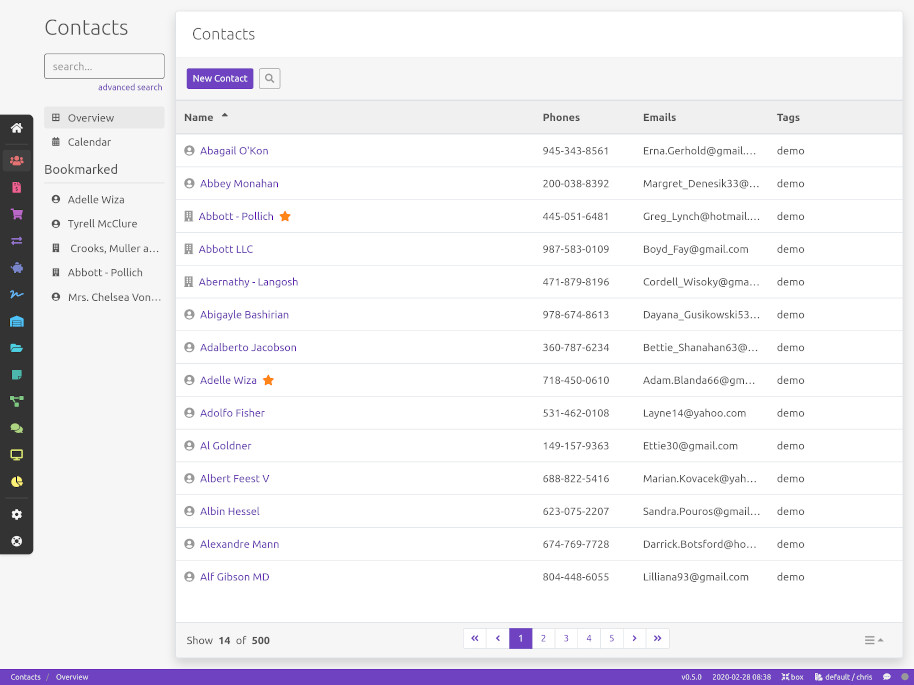 Contacts
search...
advanced search
Overview
Calendar
Bookmarked
Adelle Wiza
Tyrell McClure
Crooks, Muller a...
Abbott - Pollich
Mrs. Chelsea Von...
Contacts
New Contact
Name Phones Emails Tags
Abagail O'Kon 945-343-8561 Erna.Gerhold@gmail.... demo
Abbey Monahan 200-038-8392 Margret_Denesik33@... demo
Abbott - Pollich 445-051-6481 Greg_Lynch@hotmail.... demo
Abbott LLC 987-583-0109 Boyd_Fay@gmail.com demo
Abernathy - Langosh 471-879-8196 Cordell_Wisoky@gma... demo
Abigayle Bashirian 978-674-8613 Dayana_Gusikowski53... demo
Adalberto Jacobson 360-787-6234 Bettie_Shanahan63@... demo
Adelle Wiza 718-450-0610 Adam.Blanda66@gm... demo
Adolfo Fisher 531-462-0108 Layne14@yahoo.com demo
Al Goldner 149-157-9363 Ettie30@gmail.com demo
Albert Feest V 688-822-5416 Marian.Kovacek@yah... demo
Albin Hessel 623-075-2207 Sandra.Pouros@gmail... demo
Alexandre Mann 674-769-7728 Darrick.Botsford@ho... demo
Alf Gibson MD 804-448-6055 Lilliana93@gmail.com demo
Show 14 of 500 « ‹ 1 2 3 4 5 › »
Contacts / Overview v0.5.0 2020-02-28 08:38 box default / chris